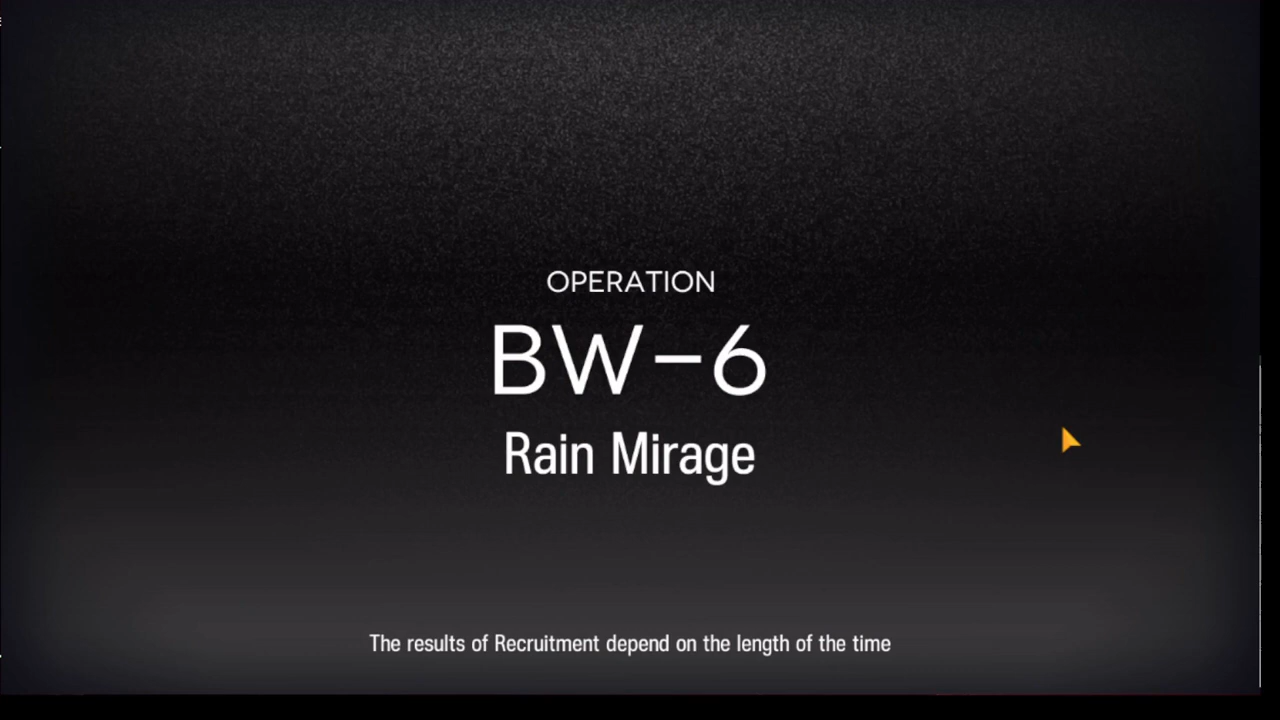 OPERATION
BW-6
Rain Mirage
The results of Recruitment depend on the length of the time